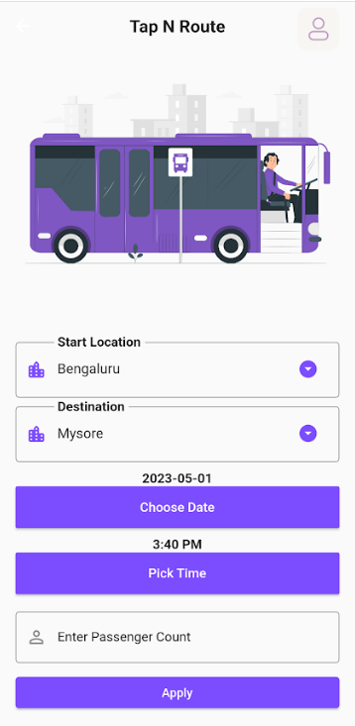 Tap N Route
Start Location
Bengaluru
Destination
Mysore
2023-05-01
Choose Date
3:40 PM
Pick Time
Enter Passenger Count
Apply